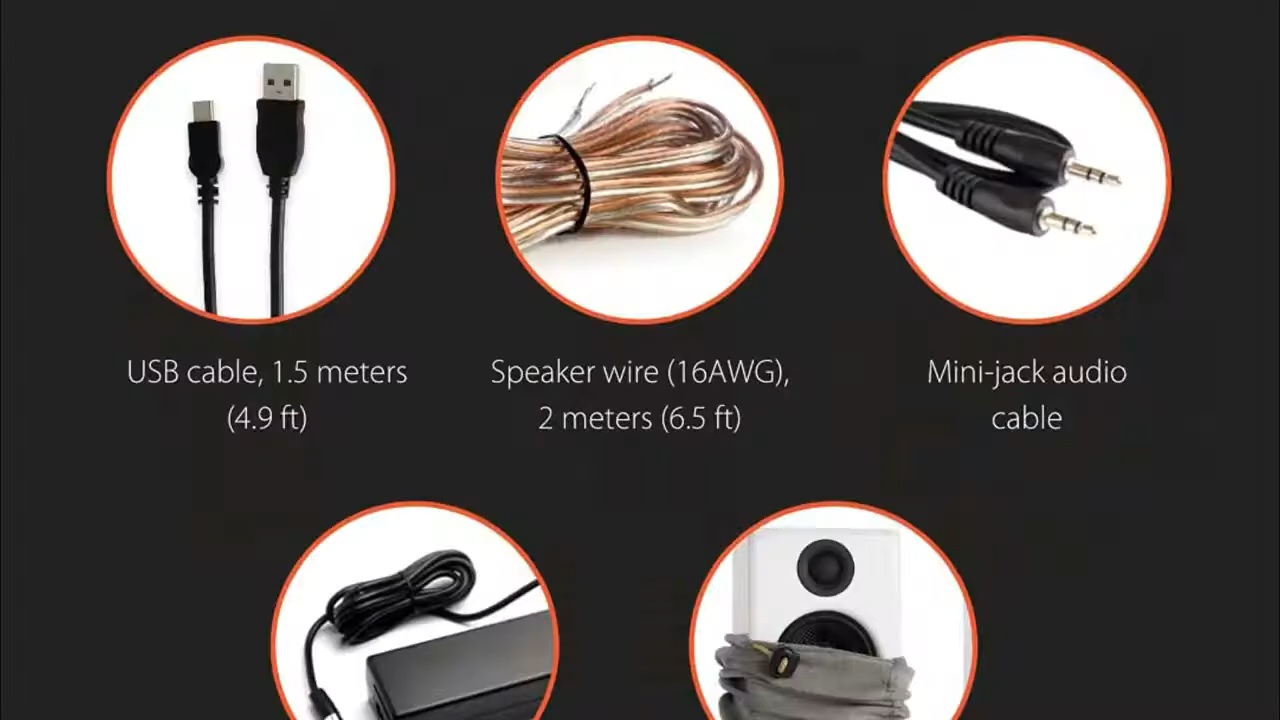 USB cable, 1.5 meters
(4.9 ft)
Speaker wire (16AWG),
2 meters (6.5 ft)
Mini-jack audio
cable